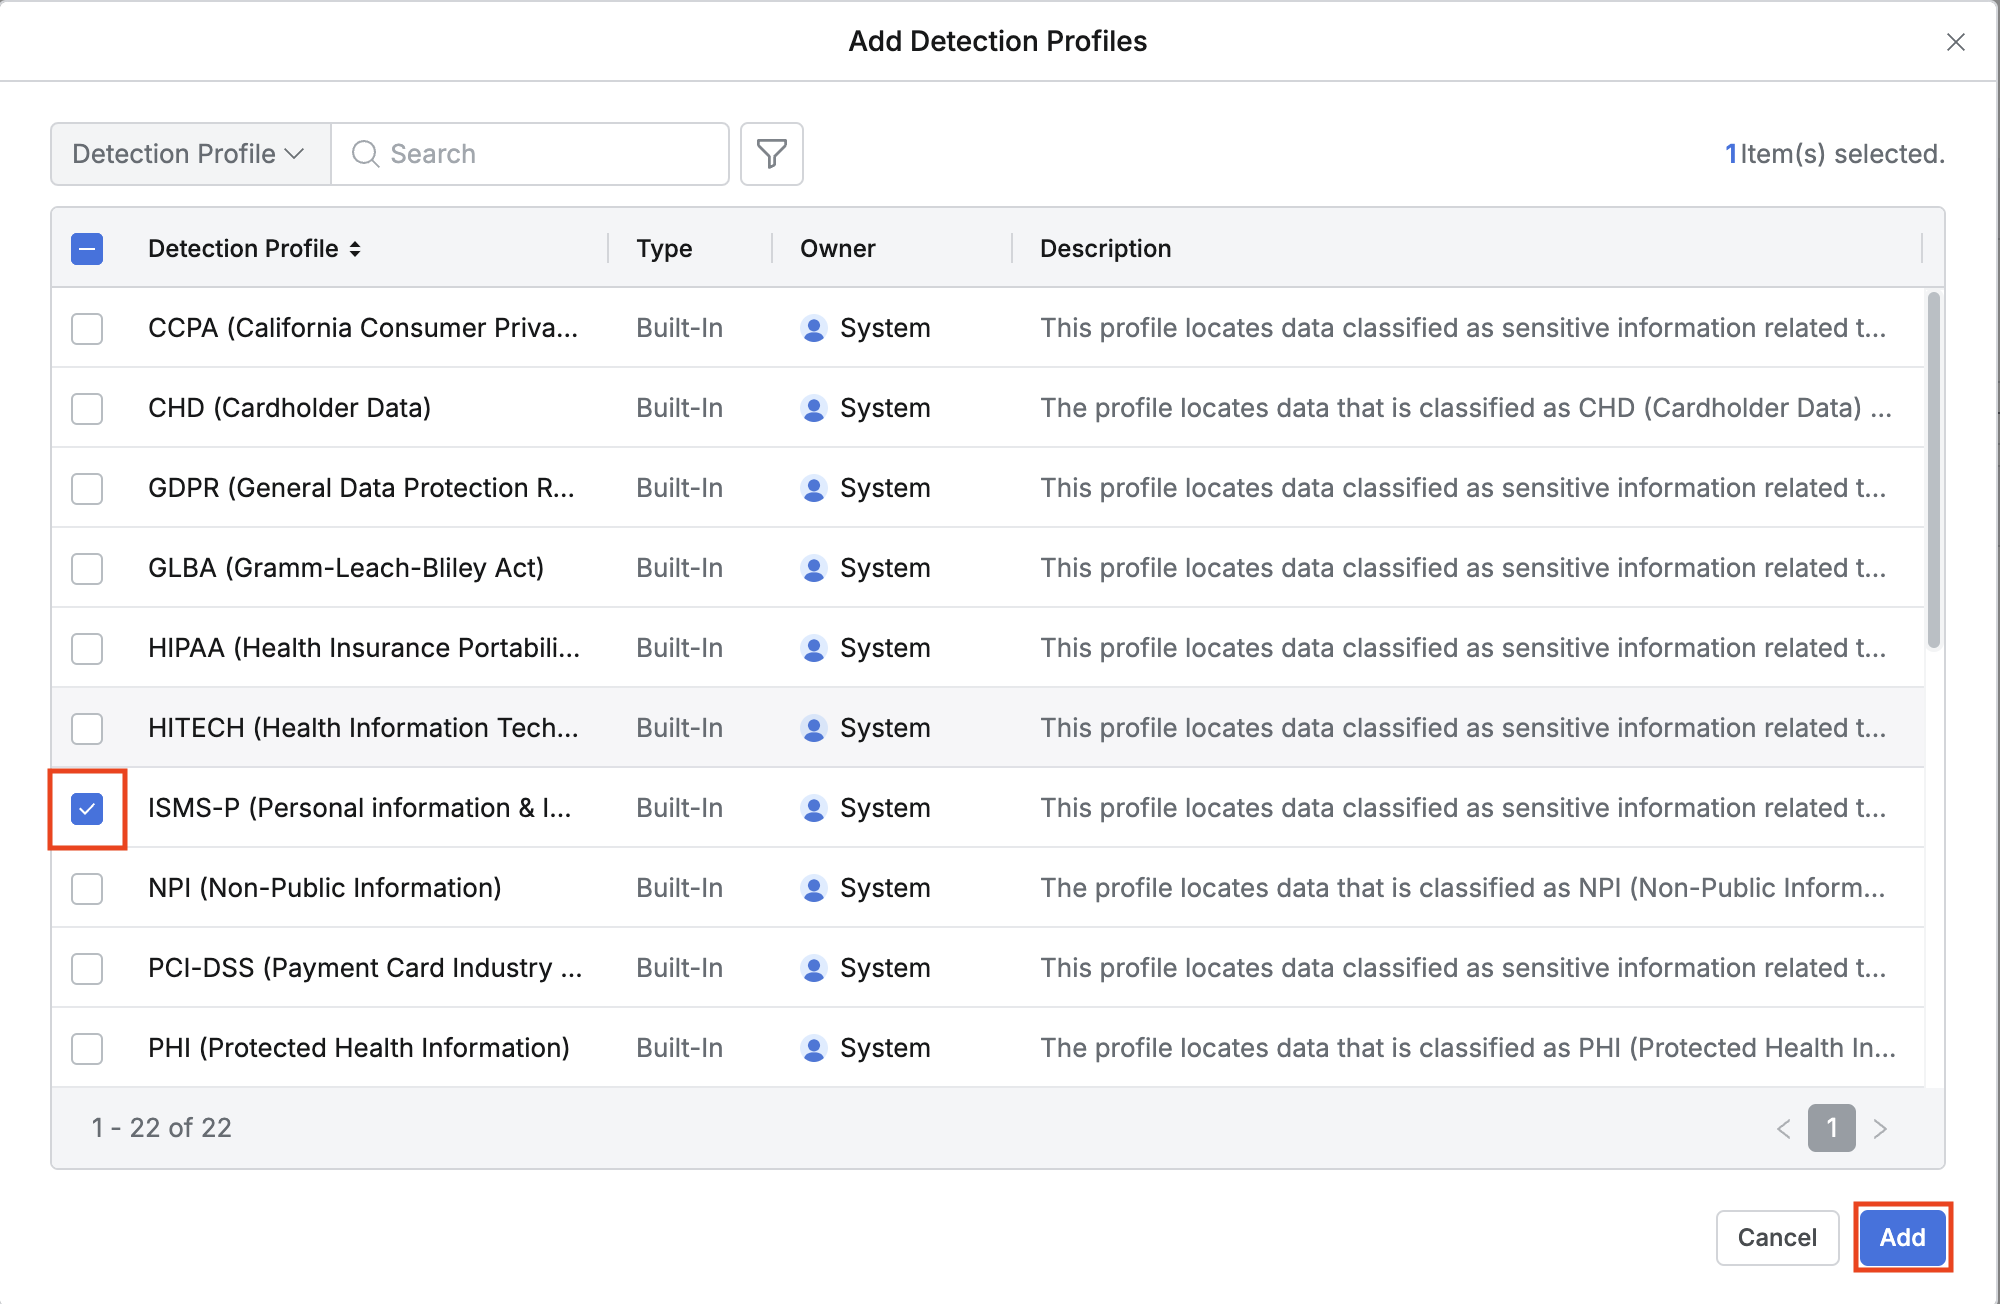 Add Detection Profiles
Detection Profile Search 1 Item(s) selected.
Detection Profile Type Owner Description
CCPA (California Consumer Priva... Built-In System This profile locates data classified as sensitive information related t...
CHD (Cardholder Data) Built-In System The profile locates data that is classified as CHD (Cardholder Data) ...
GDPR (General Data Protection R... Built-In System This profile locates data classified as sensitive information related t...
GLBA (Gramm-Leach-Bliley Act) Built-In System This profile locates data classified as sensitive information related t...
HIPAA (Health Insurance Portabili... Built-In System This profile locates data classified as sensitive information related t...
HITECH (Health Information Tech... Built-In System This profile locates data classified as sensitive information related t...
ISMS-P (Personal information & I... Built-In System This profile locates data classified as sensitive information related t...
NPI (Non-Public Information) Built-In System The profile locates data that is classified as NPI (Non-Public Inform...
PCI-DSS (Payment Card Industry ... Built-In System This profile locates data classified as sensitive information related t...
PHI (Protected Health Information) Built-In System The profile locates data that is classified as PHI (Protected Health In...
1 - 22 of 22 < 1 >
Cancel Add